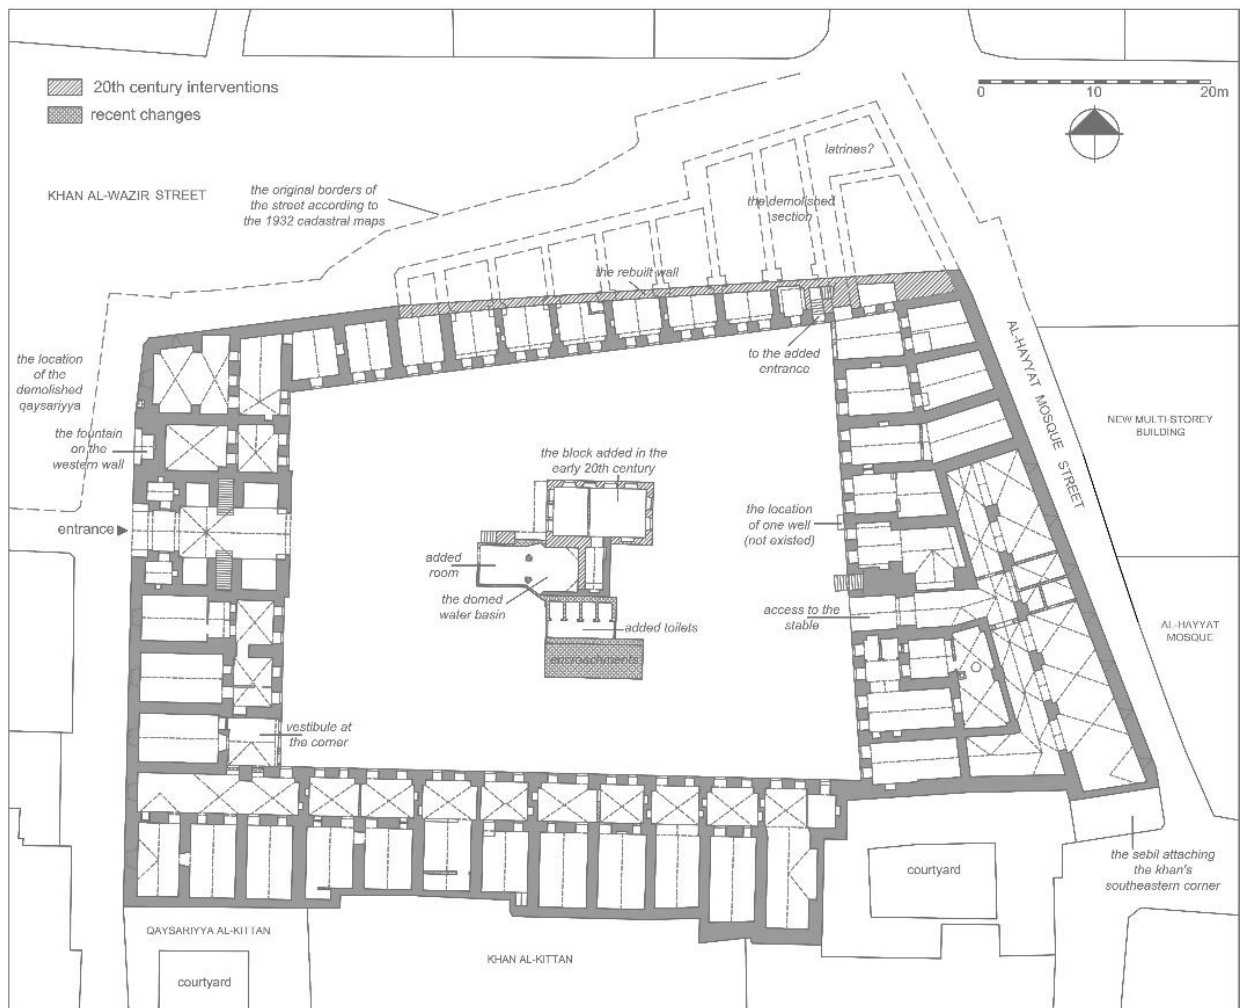 20th century interventions
recent changes
0 10 20m
KHAN AL-WAZIR STREET
the original borders of
the street according to
the 1932 cadastral maps
latrines?
the demolished
section
the rebuilt wall
the location
of the demolished
qaysariyya
the fountain
on the
western wall
entrance
to the added
entrance
AL-HAYYAT MOSQUE STREET
NEW MULTI-STOREY
BUILDING
the block added in the
early 20th century
the location
of one well
(not existed)
added
room
the domed
water basin
added toilets
encroachments
access to the
stable
AL-HAYYAT
MOSQUE
vestibule at
the corner
courtyard
the sebil attaching
the khan's
southeastern corner
QAYSARIYYA AL-KITTAN
KHAN AL-KITTAN
courtyard